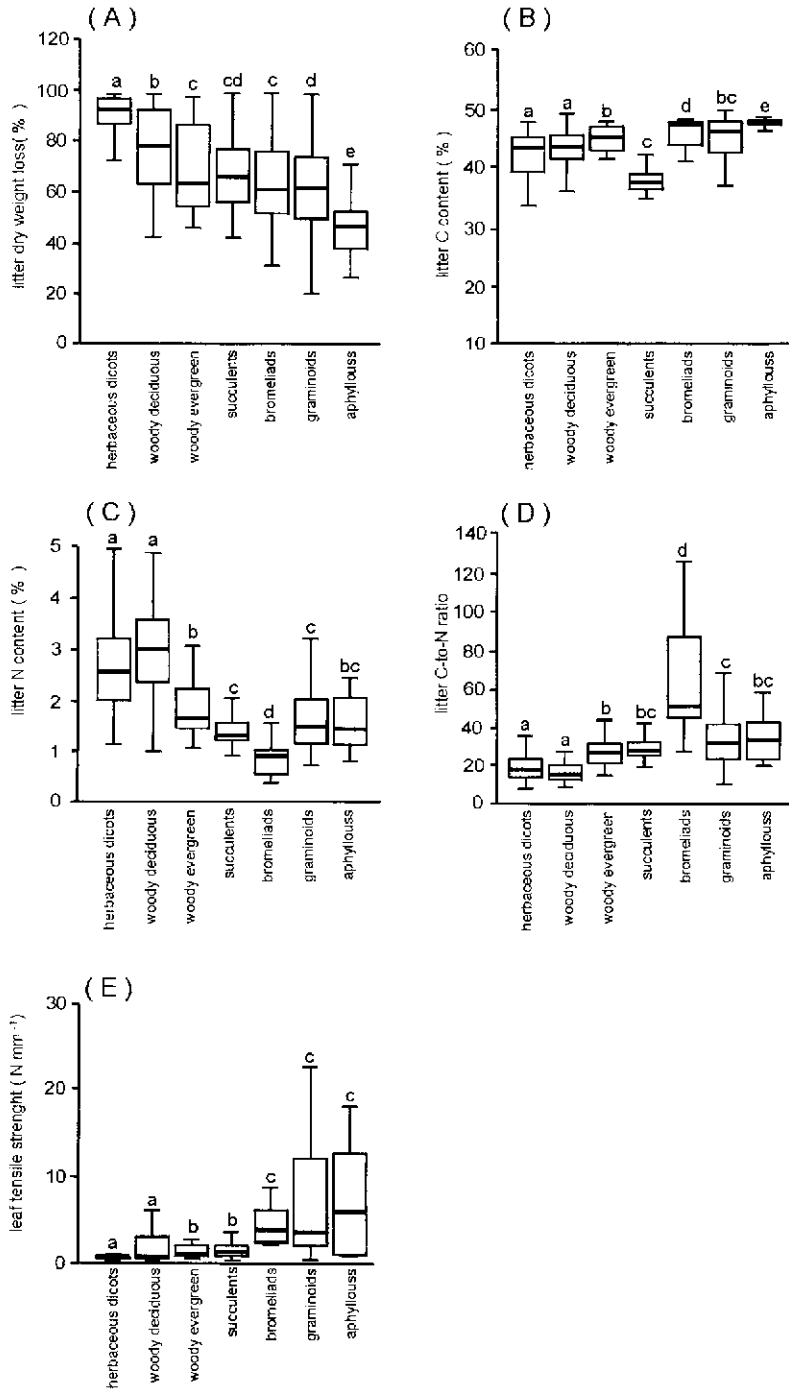 ( A )
litter dry weight loss( % )
120
100
80
60
40
20
0
a
b
c
cd
c
d
e
herbaceous dicots
woody deciduous
woody evergreen
succulents
bromeliads
graminoids
aphyllouss
( B )
litter C content ( % )
60
50
40
30
20
10
a
a
b
c
d
bc
e
herbaceous dicots
woody deciduous
woody evergreen
succulents
bromeliads
graminoids
aphyllouss
( C )
litter N content ( % )
5
4
3
2
1
0
a
a
b
c
d
c
bc
herbaceous dicots
woody deciduous
woody evergreen
succulents
bromeliads
graminoids
aphyllouss
( D )
litter C-to-N ratio
140
120
100
80
60
40
20
0
a
a
b
bc
d
c
bc
herbaceous dicots
woody deciduous
woody evergreen
succulents
bromeliads
graminoids
aphyllouss
( E )
leaf tensile strenght ( N mm⁻¹ )
30
20
10
0
a
a
b
b
c
c
c
herbaceous dicots
woody deciduous
woody evergreen
succulents
bromeliads
graminoids
aphyllouss